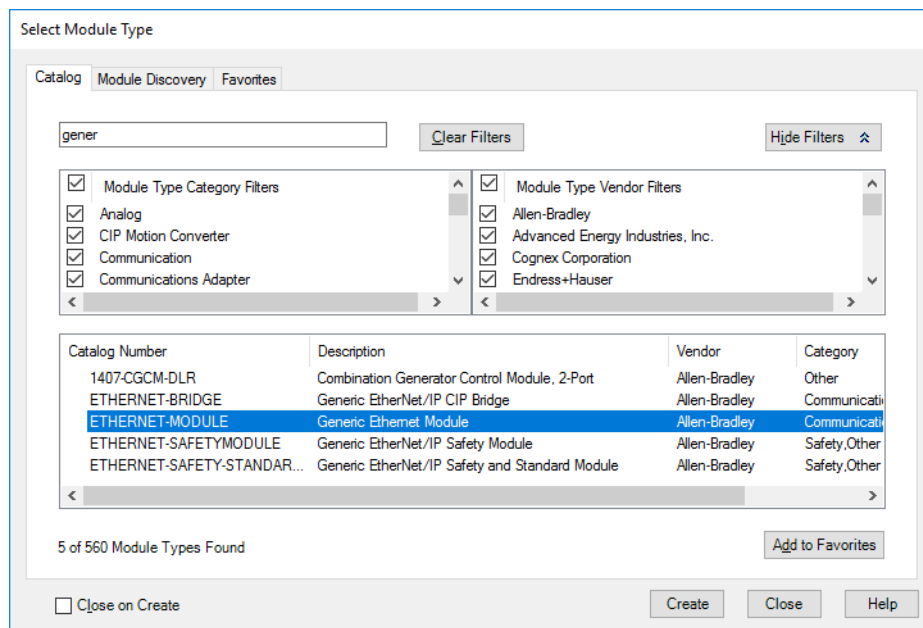 Select Module Type
Catalog Module Discovery Favorites
gener Clear Filters Hide Filters
Module Type Category Filters
Analog
CIP Motion Converter
Communication
Communications Adapter
Module Type Vendor Filters
Allen-Bradley
Advanced Energy Industries, Inc.
Cognex Corporation
Endress+Hauser
Catalog Number Description Vendor Category
1407-CGCM-DLR Combination Generator Control Module, 2-Port Allen-Bradley Other
ETHERNET-BRIDGE Generic EtherNet/IP CIP Bridge Allen-Bradley Communicati
ETHERNET-MODULE Generic Ethernet Module Allen-Bradley Communicati
ETHERNET-SAFETYMODULE Generic EtherNet/IP Safety Module Allen-Bradley Safety,Other
ETHERNET-SAFETY-STANDAR... Generic EtherNet/IP Safety and Standard Module Allen-Bradley Safety,Other
5 of 560 Module Types Found Add to Favorites
Close on Create Create Close Help